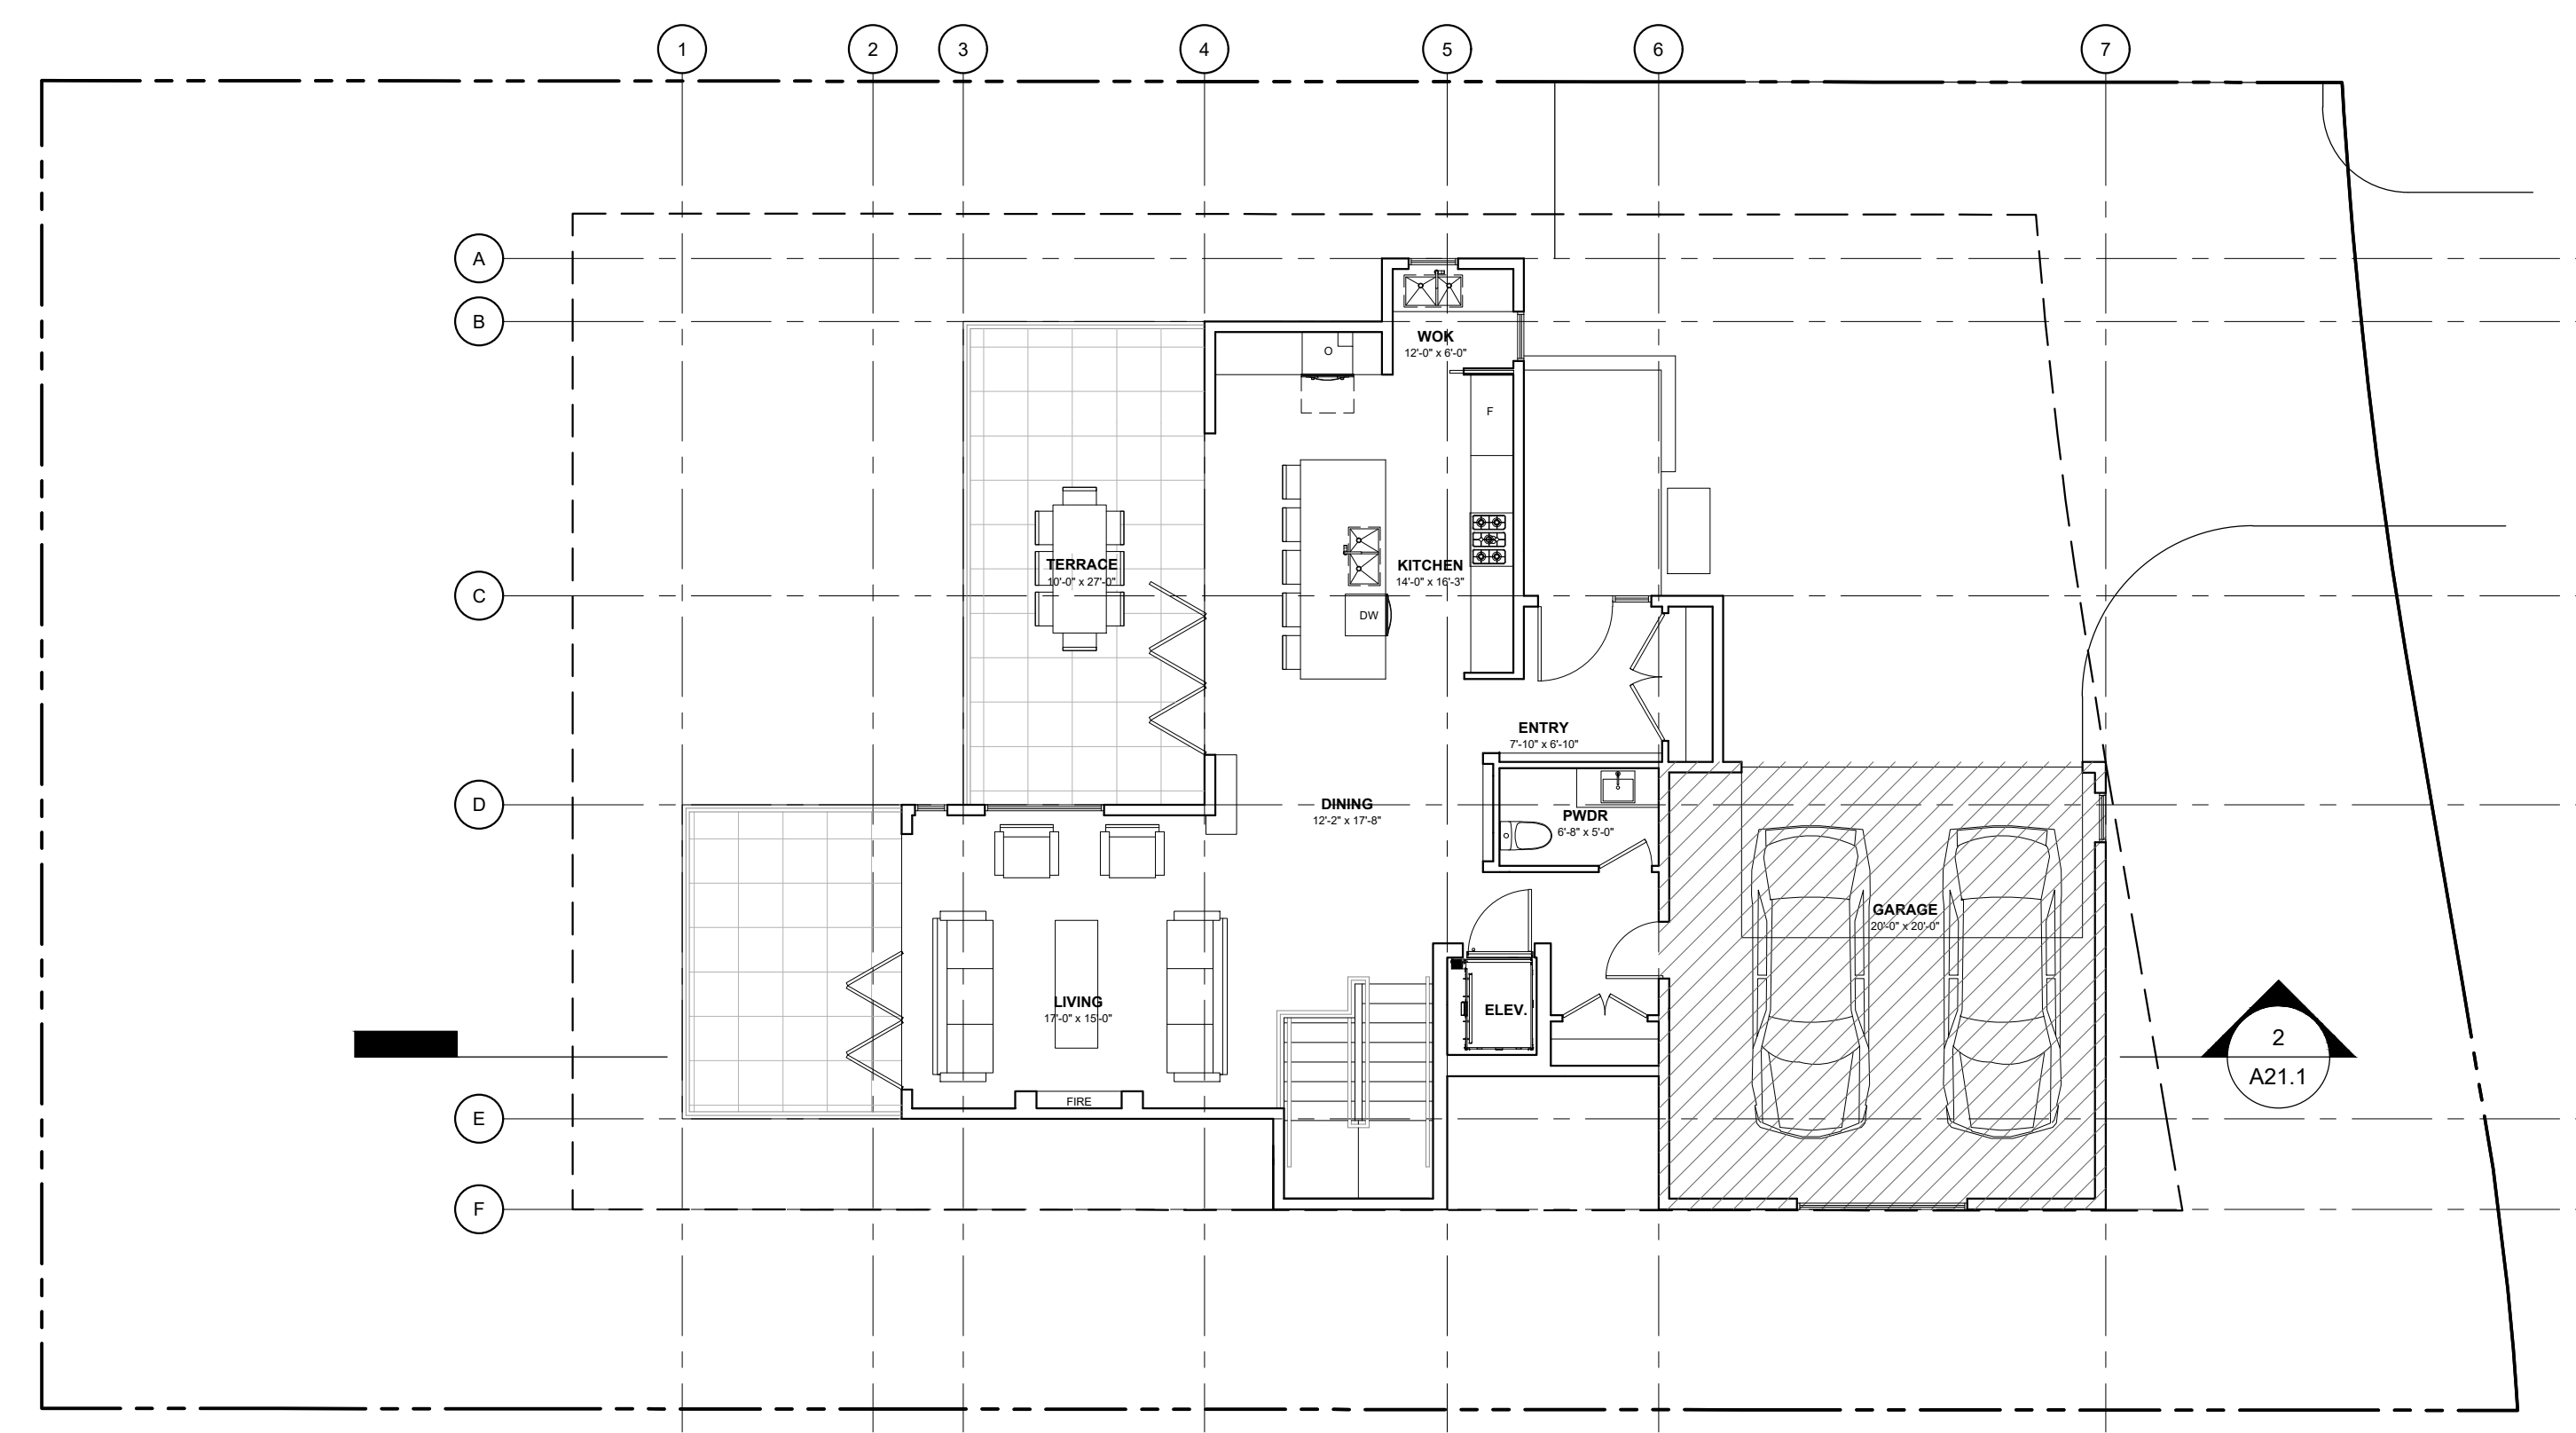 1 2 3 4 5 6 7
A
B
WOK
12'-0" x 6'-0"
O
F
TERRACE
10'-0" x 27'-0"
KITCHEN
14'-0" x 16'-3"
C
DW
ENTRY
7'-10" x 6'-10"
D
DINING
12'-2" x 17'-8"
PWDR
6'-8" x 5'-0"
GARAGE
20'-0" x 20'-0"
LIVING
17'-0" x 15'-0"
ELEV.
2
A21.1
FIRE
E
F